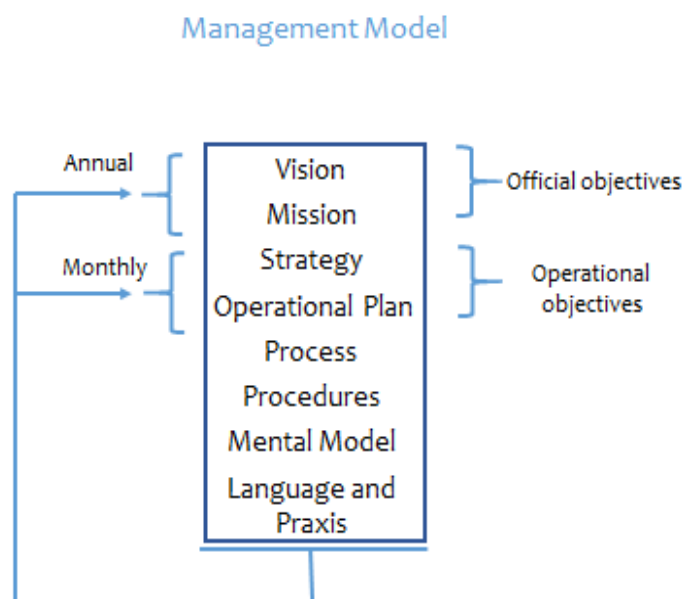 Management Model
Annual
Vision
Mission
Official objectives
Monthly
Strategy
Operational Plan
Operational
objectives
Process
Procedures
Mental Model
Language and
Praxis